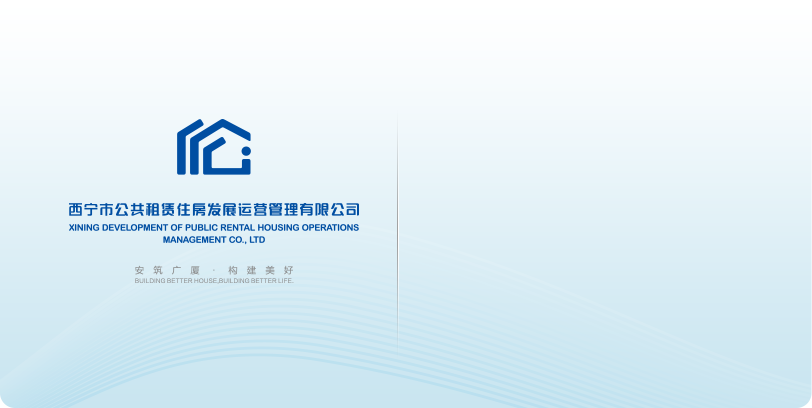 西宁市公共租赁住房发展运营管理有限公司
XINING DEVELOPMENT OF PUBLIC RENTAL HOUSING OPERATIONS
MANAGEMENT CO., LTD
安筑广厦 · 构建美好
BUILDING BETTER HOUSE,BUILDING BETTER LIFE.